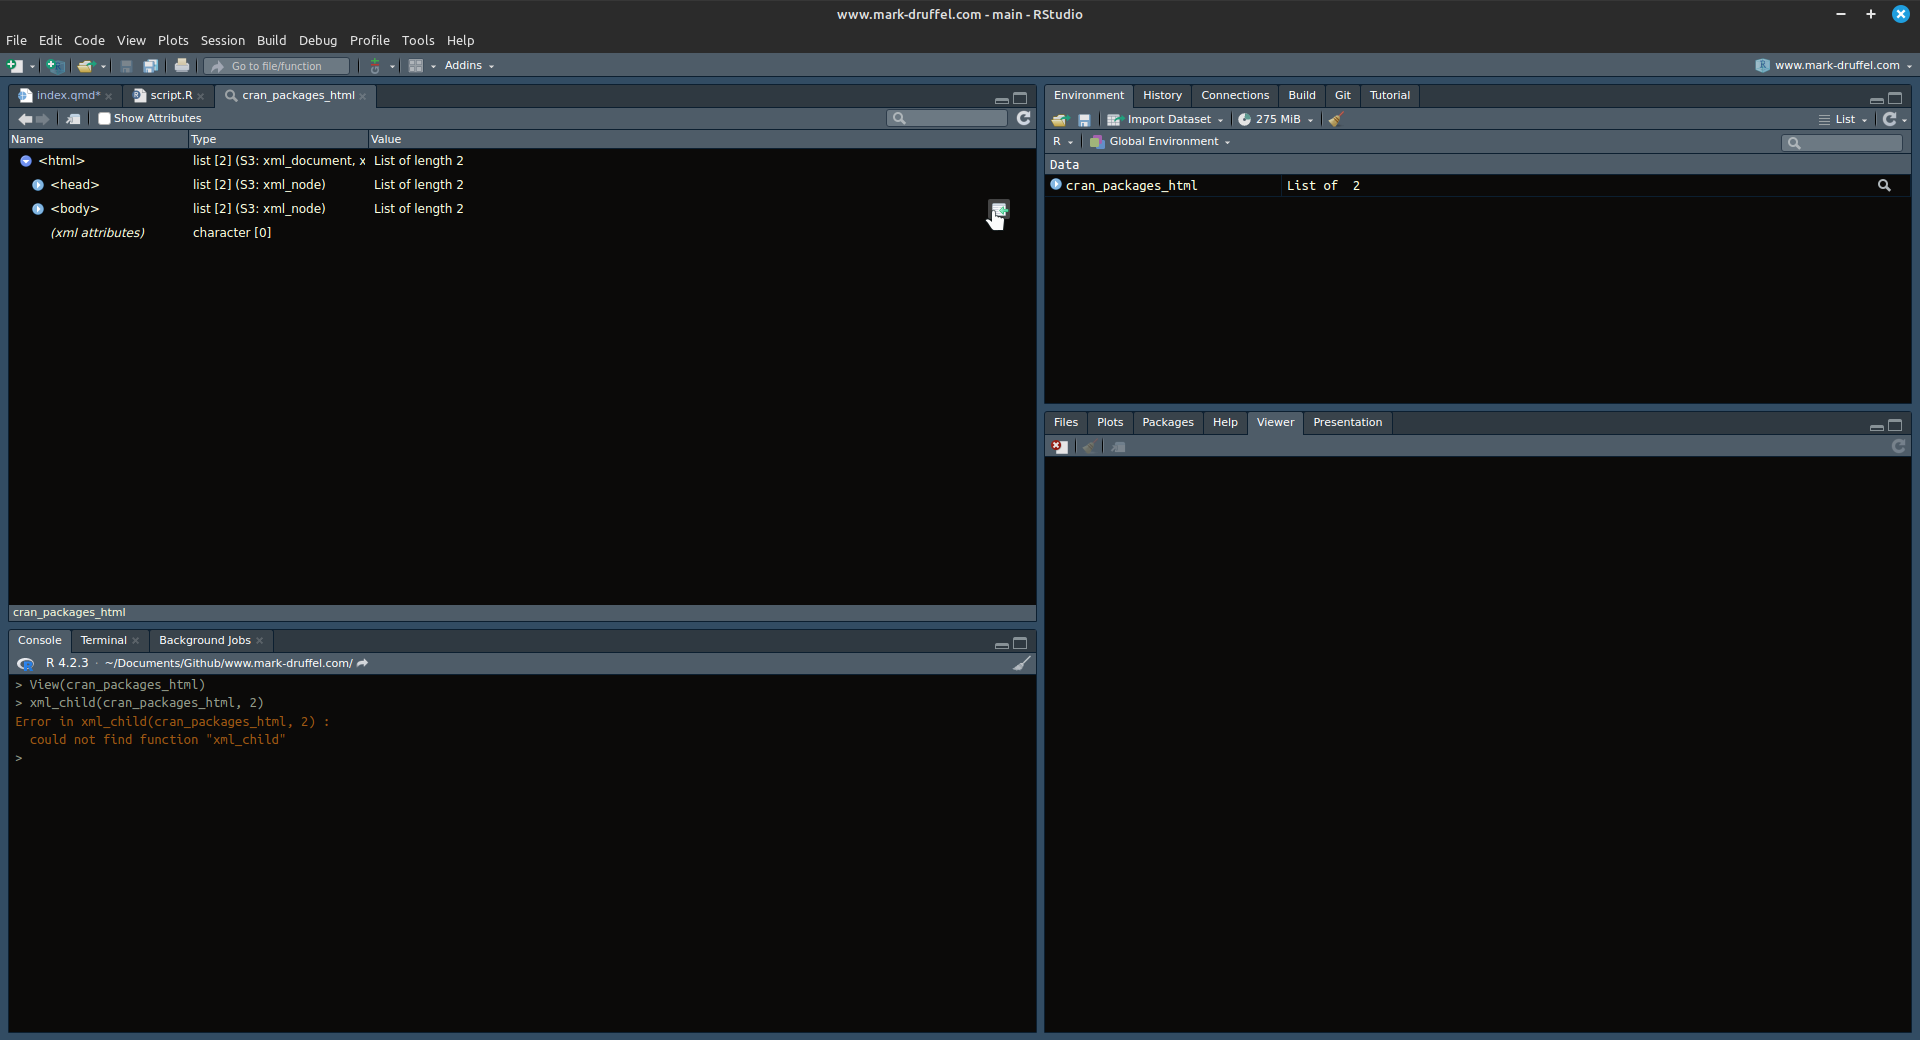 www.mark-druffel.com - main - RStudio
File Edit Code View Plots Session Build Debug Profile Tools Help
Go to file/function Addins www.mark-druffel.com
index.qmd* script.R cran_packages_html
Show Attributes
Name Type Value
<html> list [2] (S3: xml_document, x List of length 2
<head> list [2] (S3: xml_node) List of length 2
<body> list [2] (S3: xml_node) List of length 2
(xml attributes) character [0]
cran_packages_html
Console Terminal Background Jobs
R 4.2.3 · ~/Documents/Github/www.mark-druffel.com/
> View(cran_packages_html)
> xml_child(cran_packages_html, 2)
Error in xml_child(cran_packages_html, 2) :
could not find function "xml_child"
>
Environment History Connections Build Git Tutorial
Import Dataset 275 MiB List
R Global Environment
Data
cran_packages_html List of 2
Files Plots Packages Help Viewer Presentation